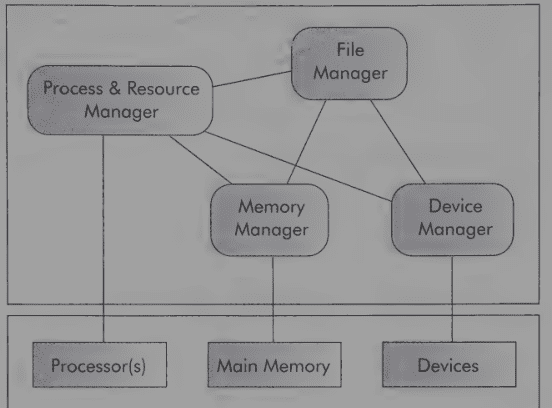 File
Manager
Process & Resource
Manager
Memory
Manager
Device
Manager
Processor(s)
Main Memory
Devices